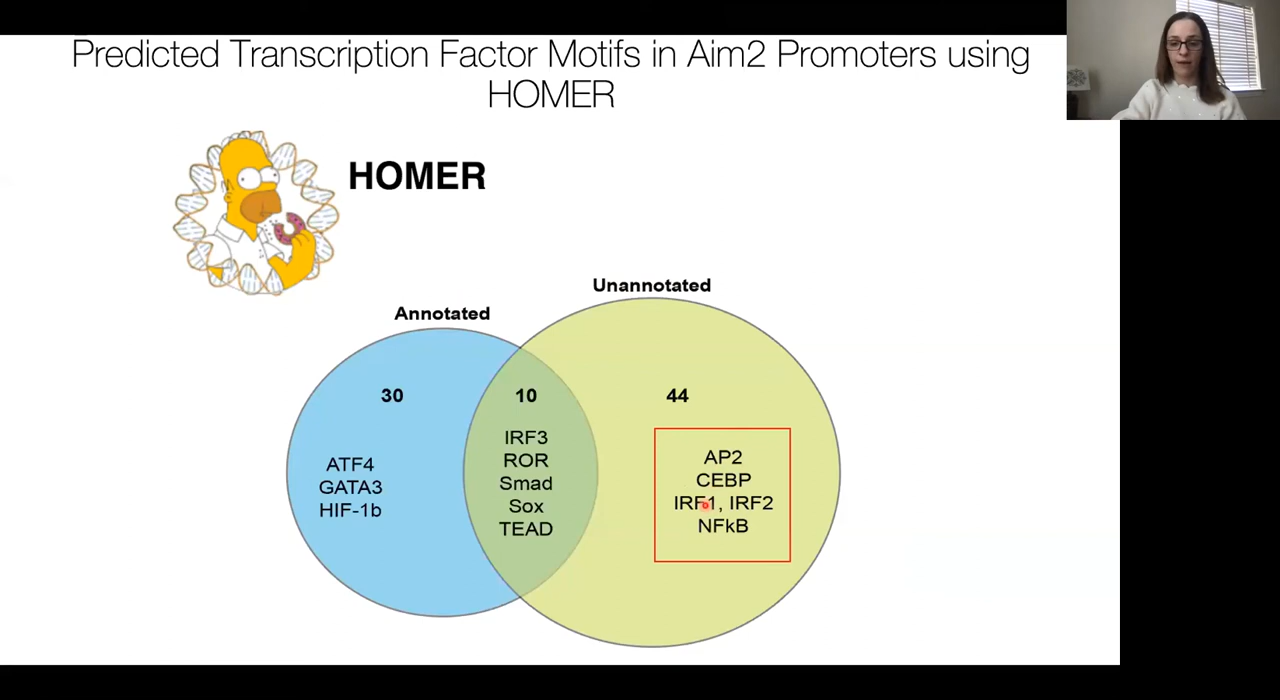 Predicted Transcription Factor Motifs in Aim2 Promoters using
HOMER
HOMER
Unannotated
Annotated
30
10
44
ATF4
GATA3
HIF-1b
IRF3
ROR
Smad
Sox
TEAD
AP2
CEBP
IRF1, IRF2
NFkB